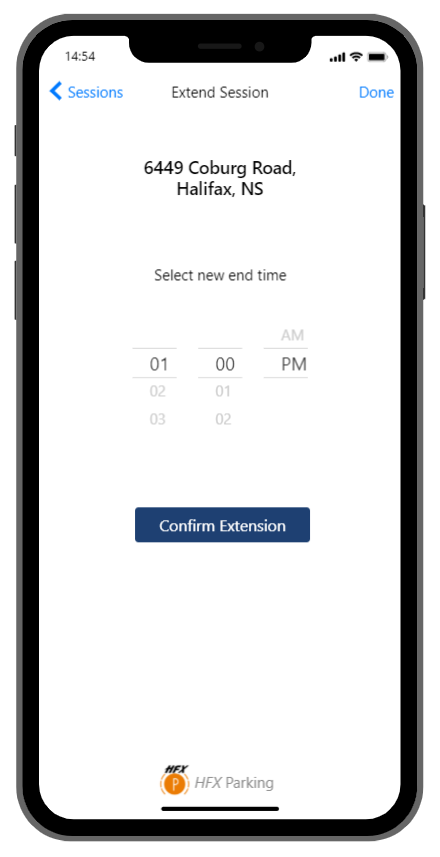 14:54
Sessions Extend Session Done
6449 Coburg Road,
Halifax, NS
Select new end time
AM
01 00 PM
02 01
03 02
Confirm Extension
HFX
P HFX Parking